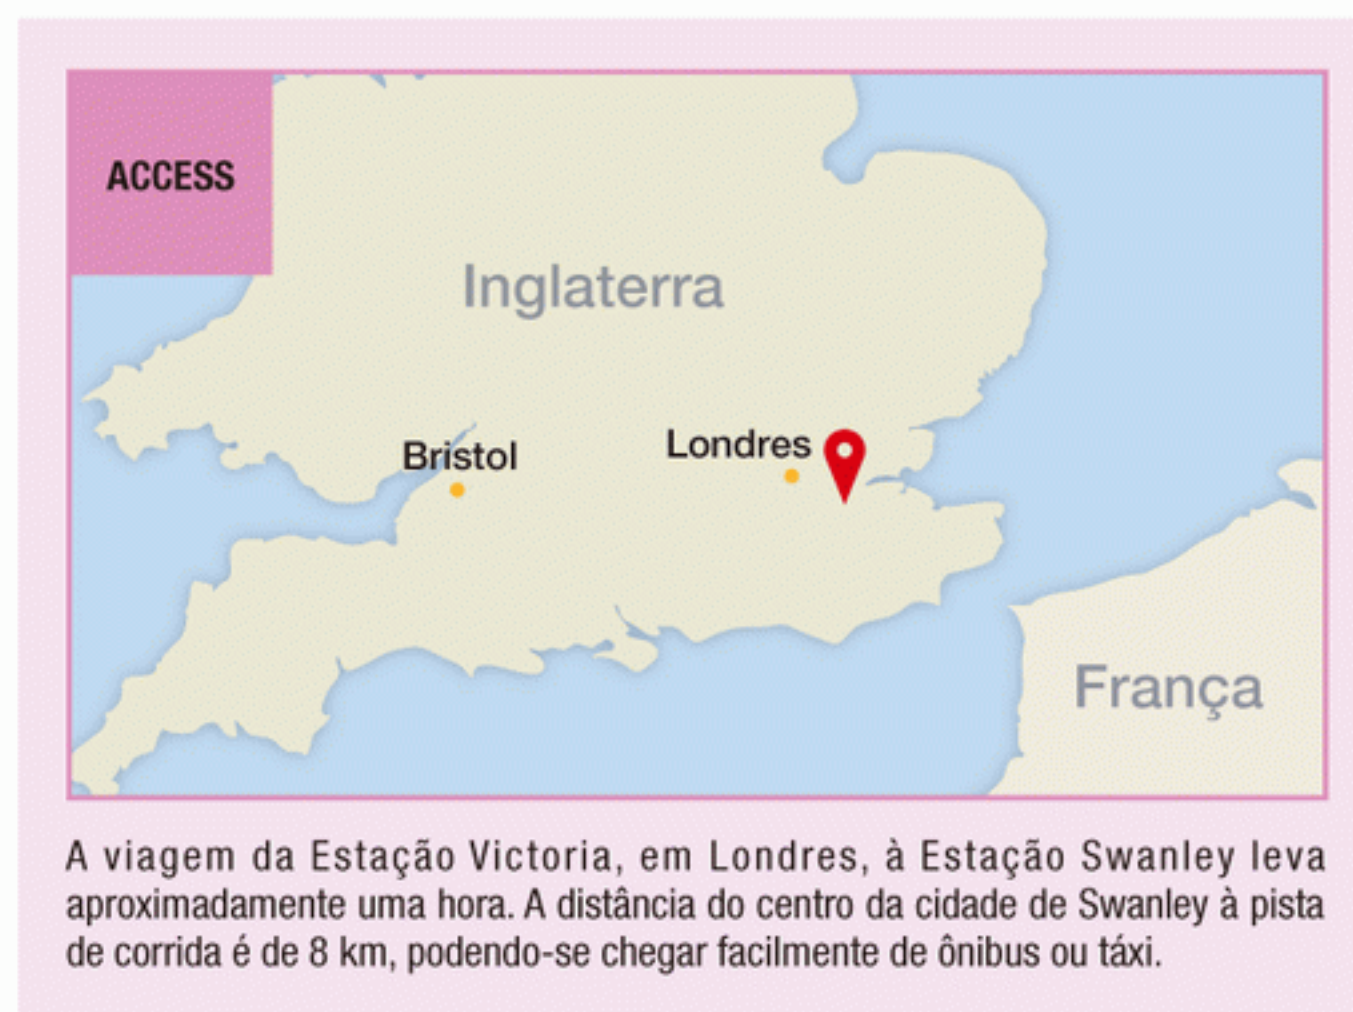 ACCESS
Inglaterra
Bristol
Londres
França
A viagem da Estação Victoria, em Londres, à Estação Swanley leva
aproximadamente uma hora. A distância do centro da cidade de Swanley à pista
de corrida é de 8 km, podendo-se chegar facilmente de ônibus ou táxi.